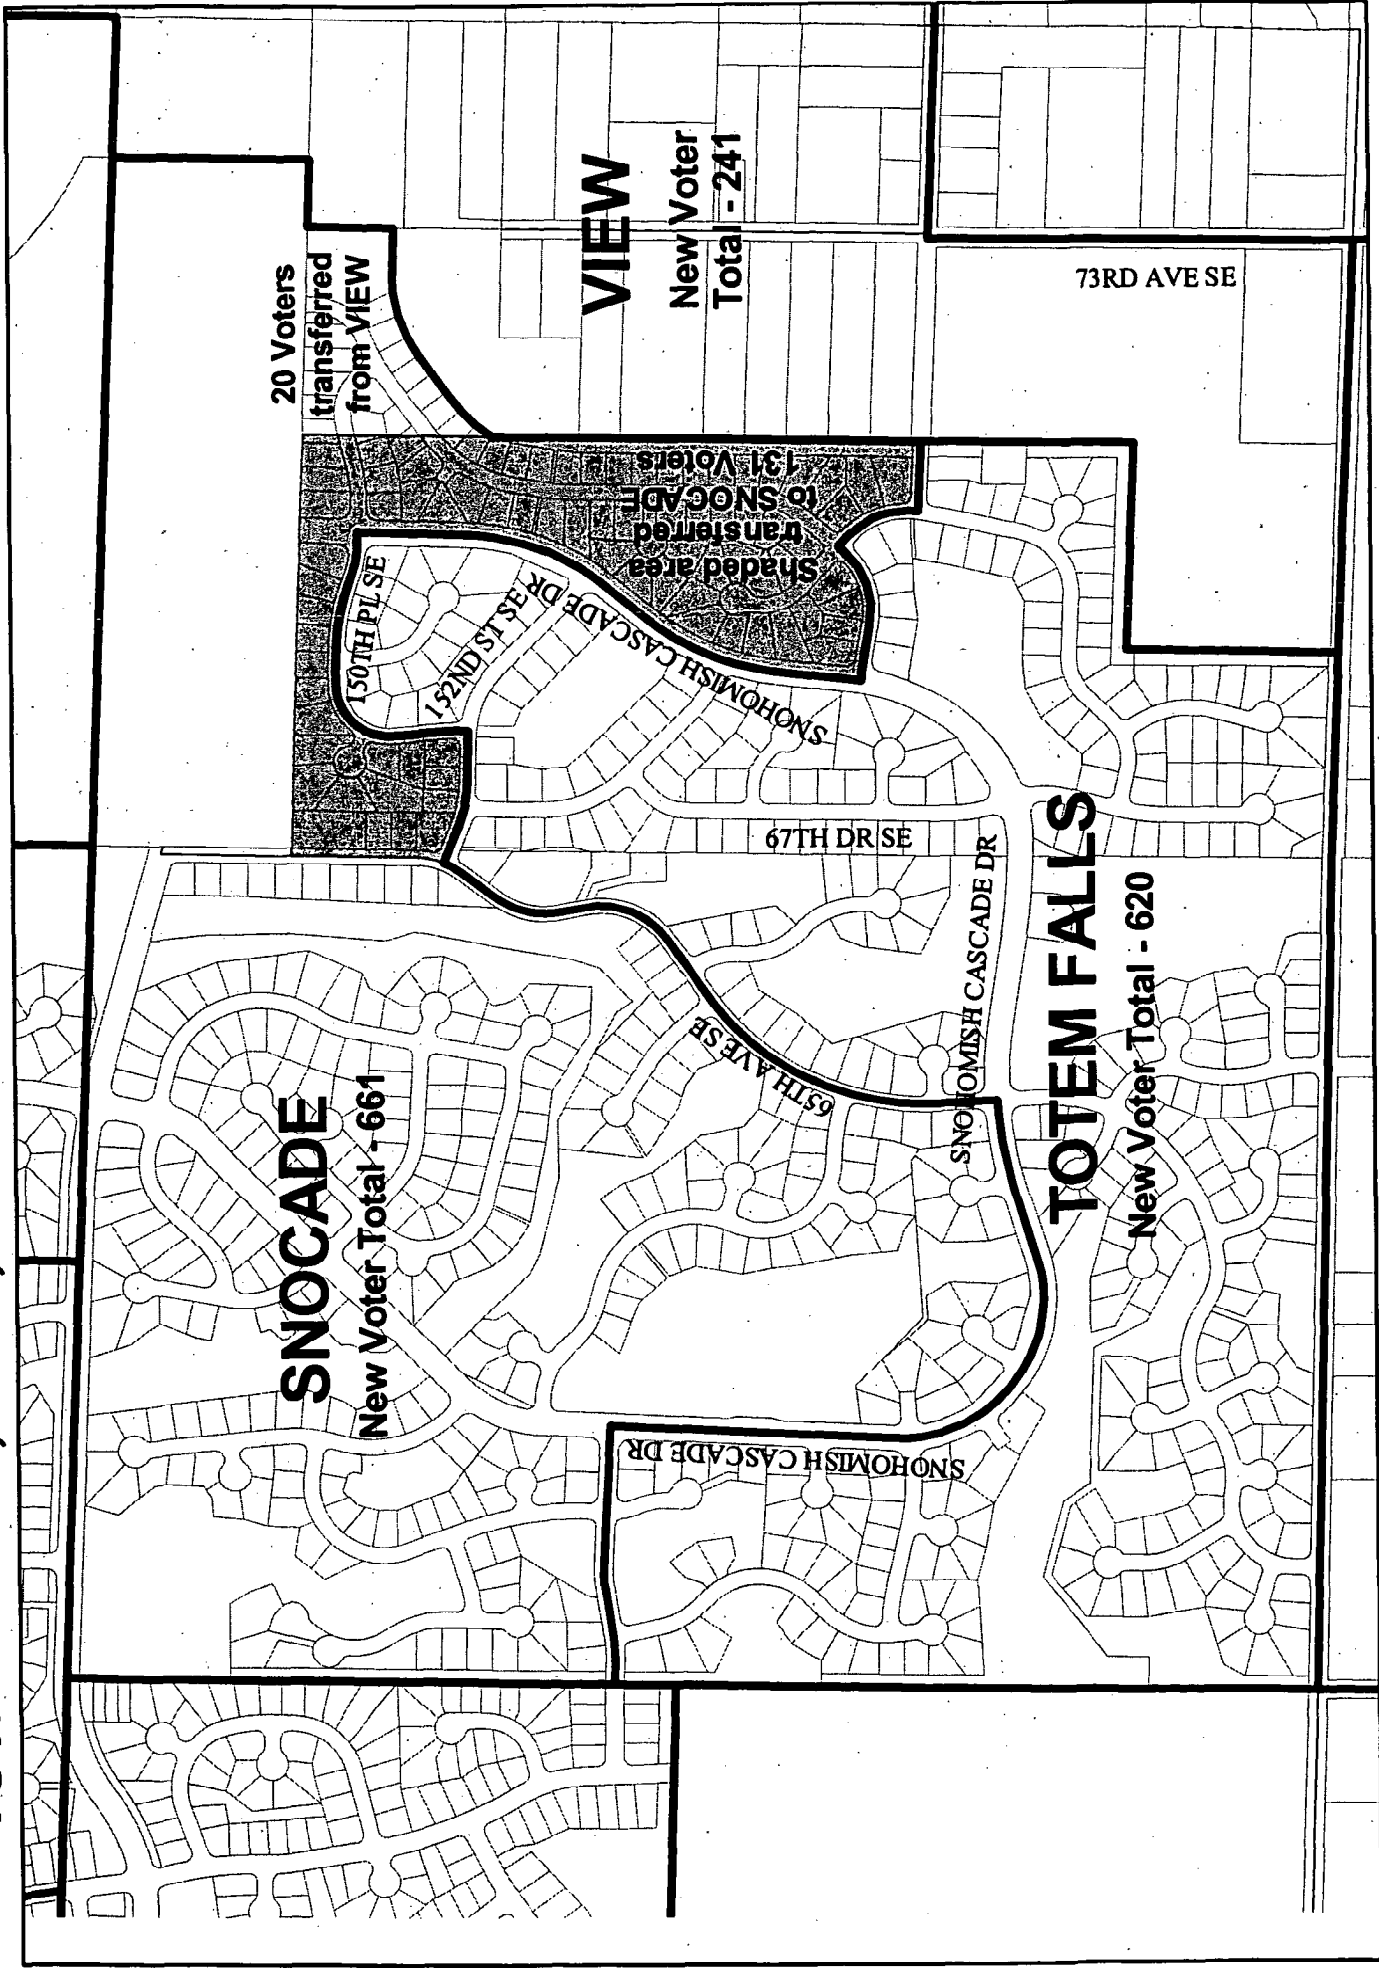 SNOCADE
New Voter Total - 661
20 Voters
transferred
from VIEW
VIEW
New Voter
Total - 241
Shaded area
transferred
to SNOCADE
131 Voters
150TH PL SE
152ND ST SE
SNOHOMISH CASCADE DR
67TH DR SE
65TH AVE SE
SNOHOMISH CASCADE DR
SNOHOMISH CASCADE DR
73RD AVE SE
TOTEM FALLS
New Voter Total - 620